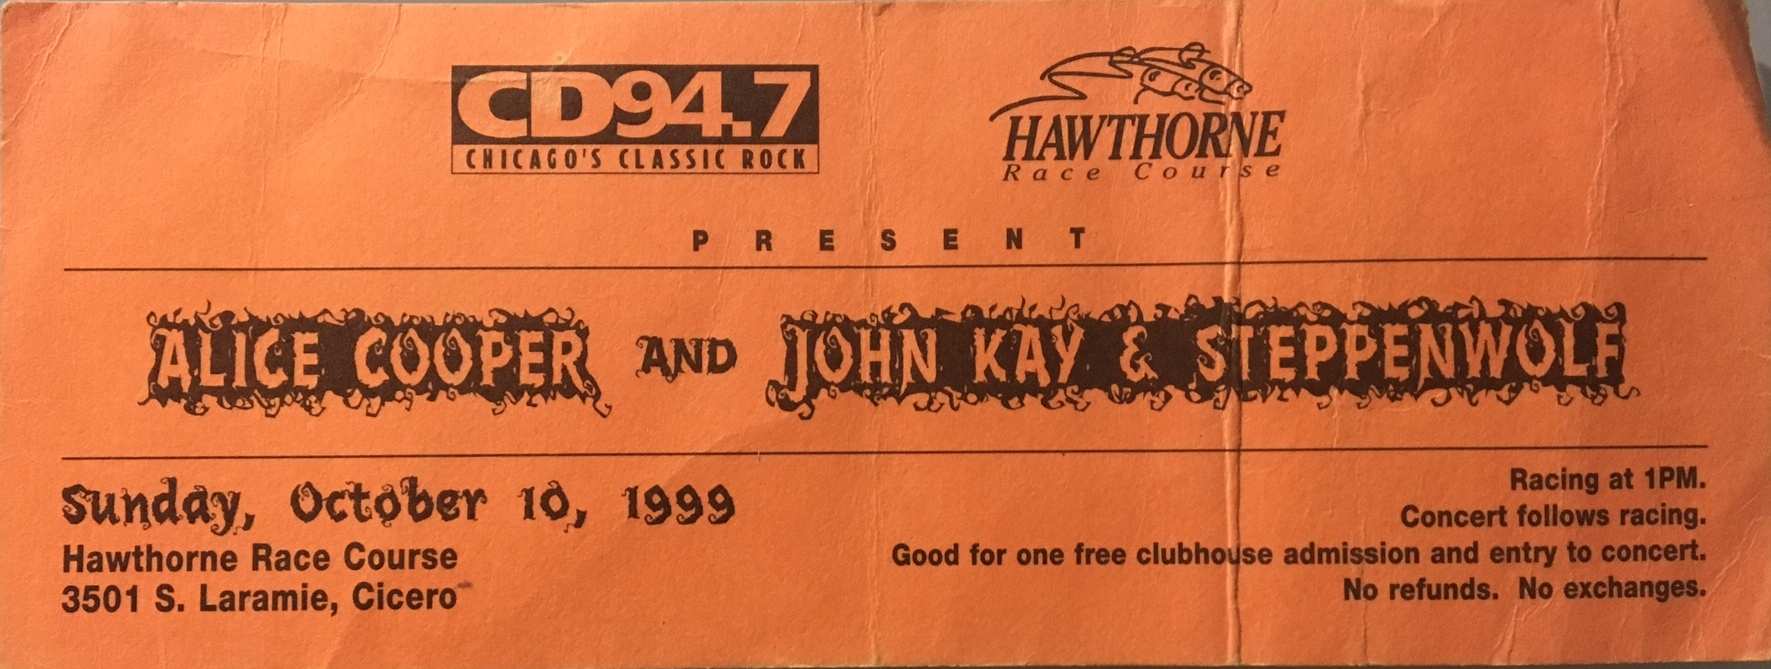 CD94.7
CHICAGO'S CLASSIC ROCK
HAWTHORNE
Race Course
PRESENT
ALICE COOPER AND JOHN KAY & STEPPENWOLF
Sunday, October 10, 1999
Hawthorne Race Course
3501 S. Laramie, Cicero
Racing at 1PM.
Concert follows racing.
Good for one free clubhouse admission and entry to concert.
No refunds. No exchanges.